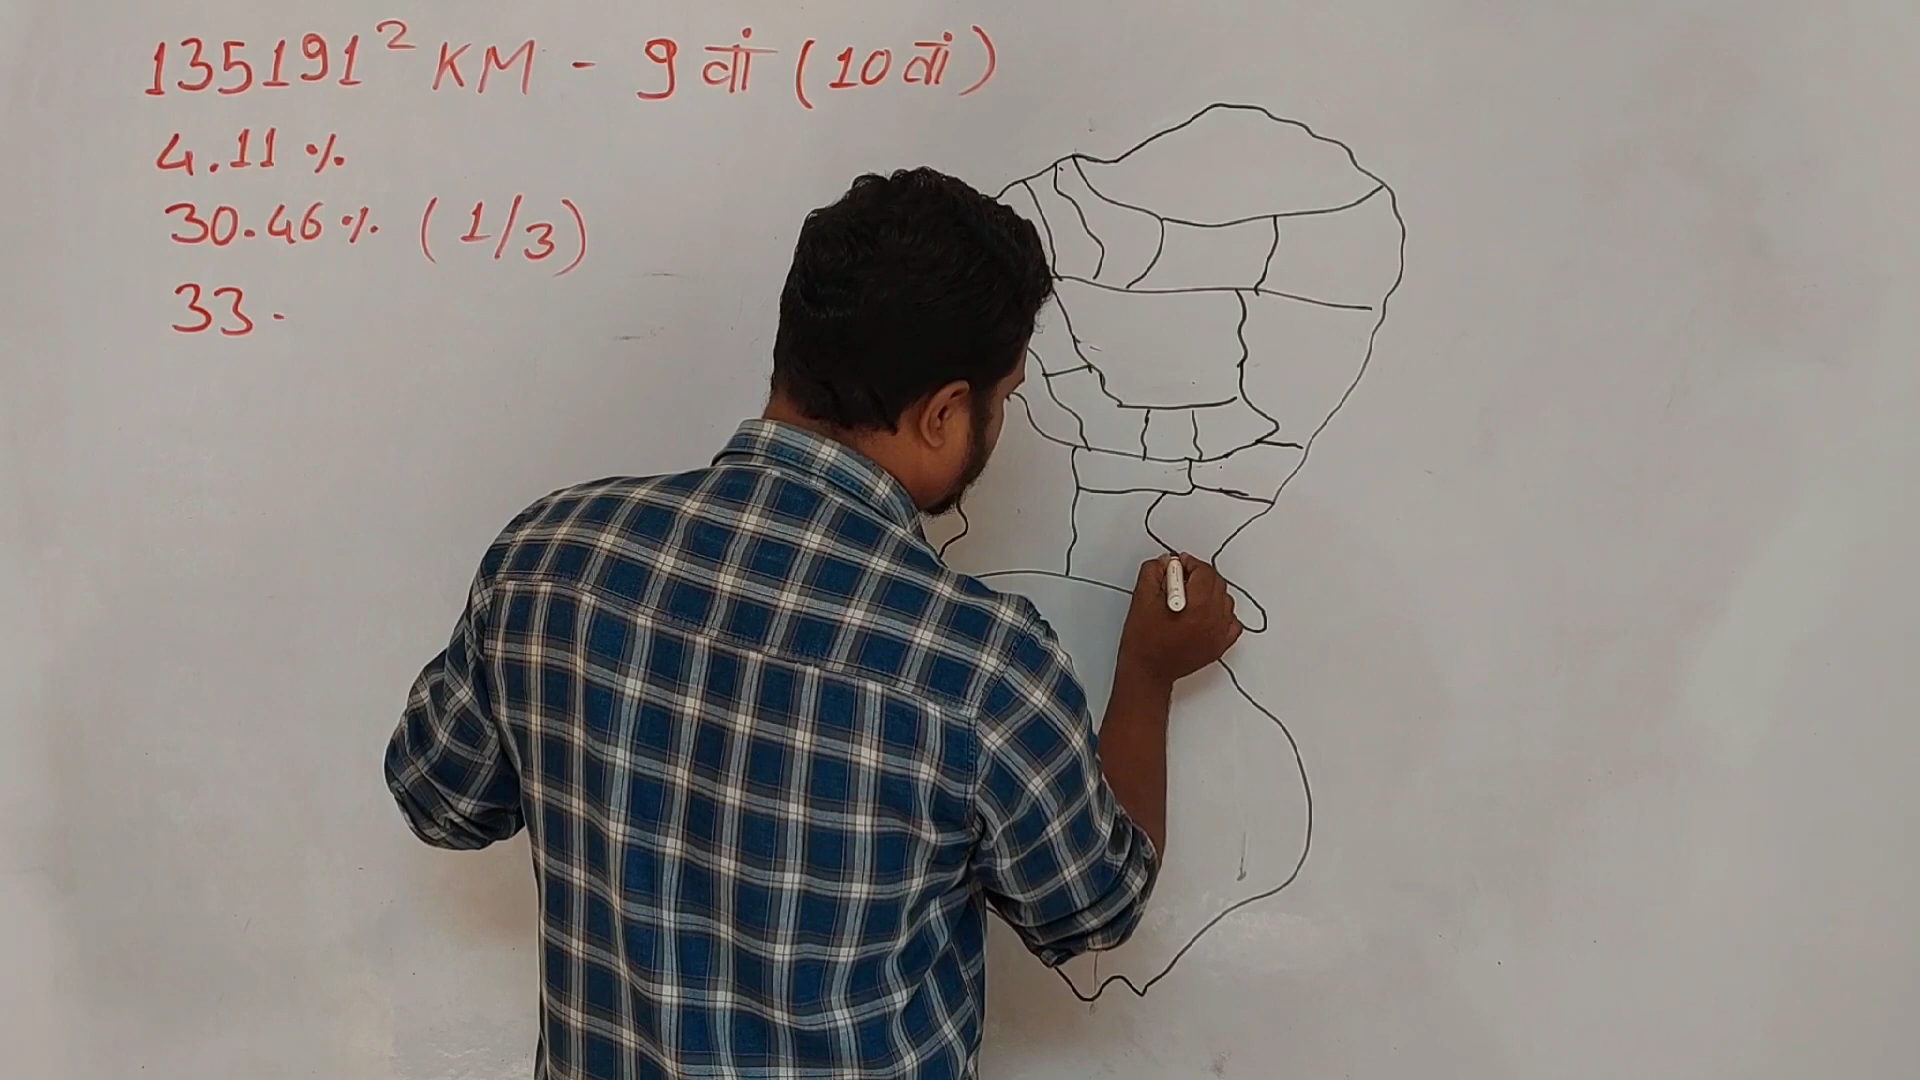 135191² KM - 9 वां (10 वां)
4.11 %
30.46 % (1/3)
33.